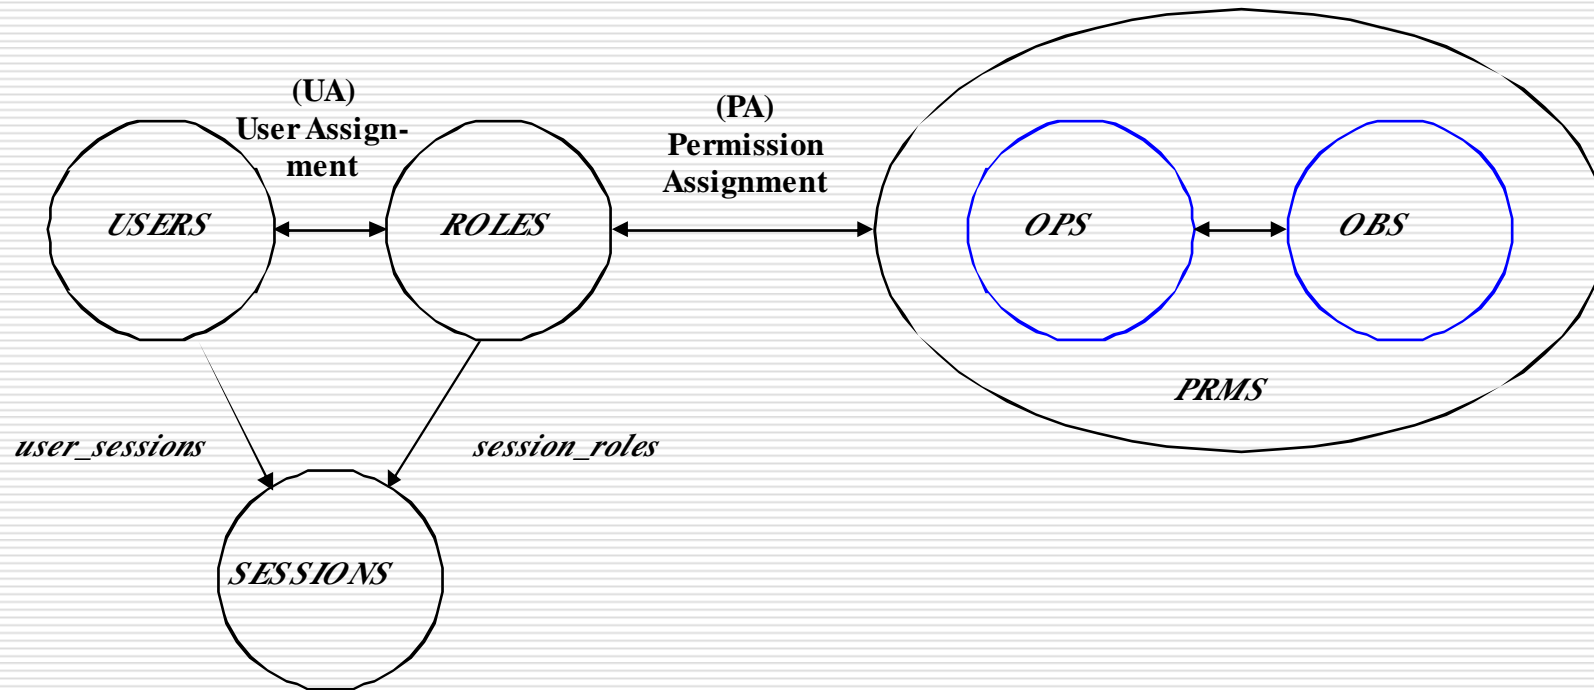 (UA)
User Assign-
ment
(PA)
Permission
Assignment
USERS
ROLES
OPS
OBS
PRMS
user_sessions
session_roles
SESSIONS